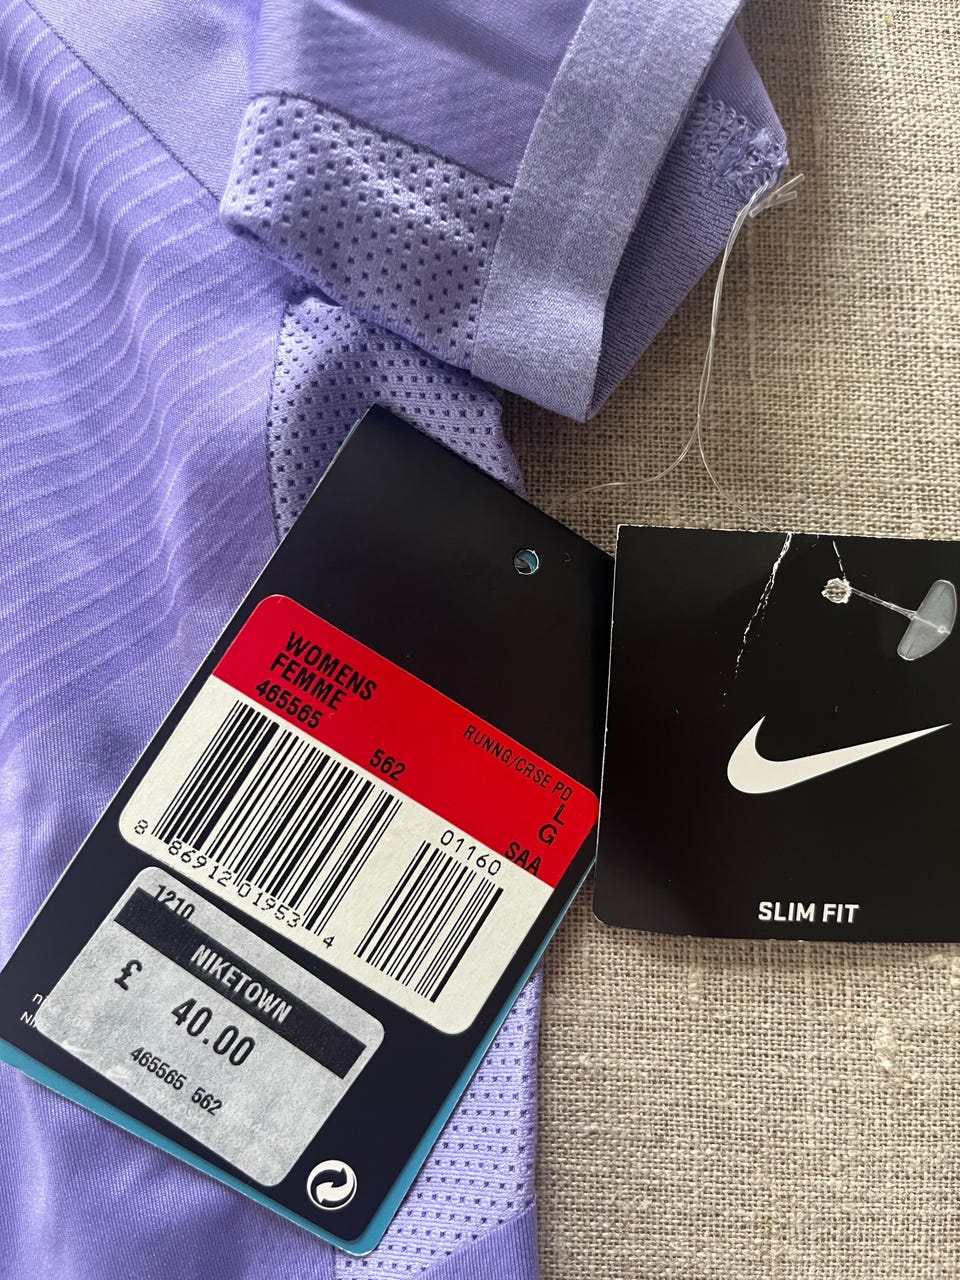 WOMENS
FEMME
465565
562
RUNNG/CRSE PD
LG
SAA
01160
8 86912 01953 4
1210
NIKETOWN
£ 40.00
465565 562
SLIM FIT